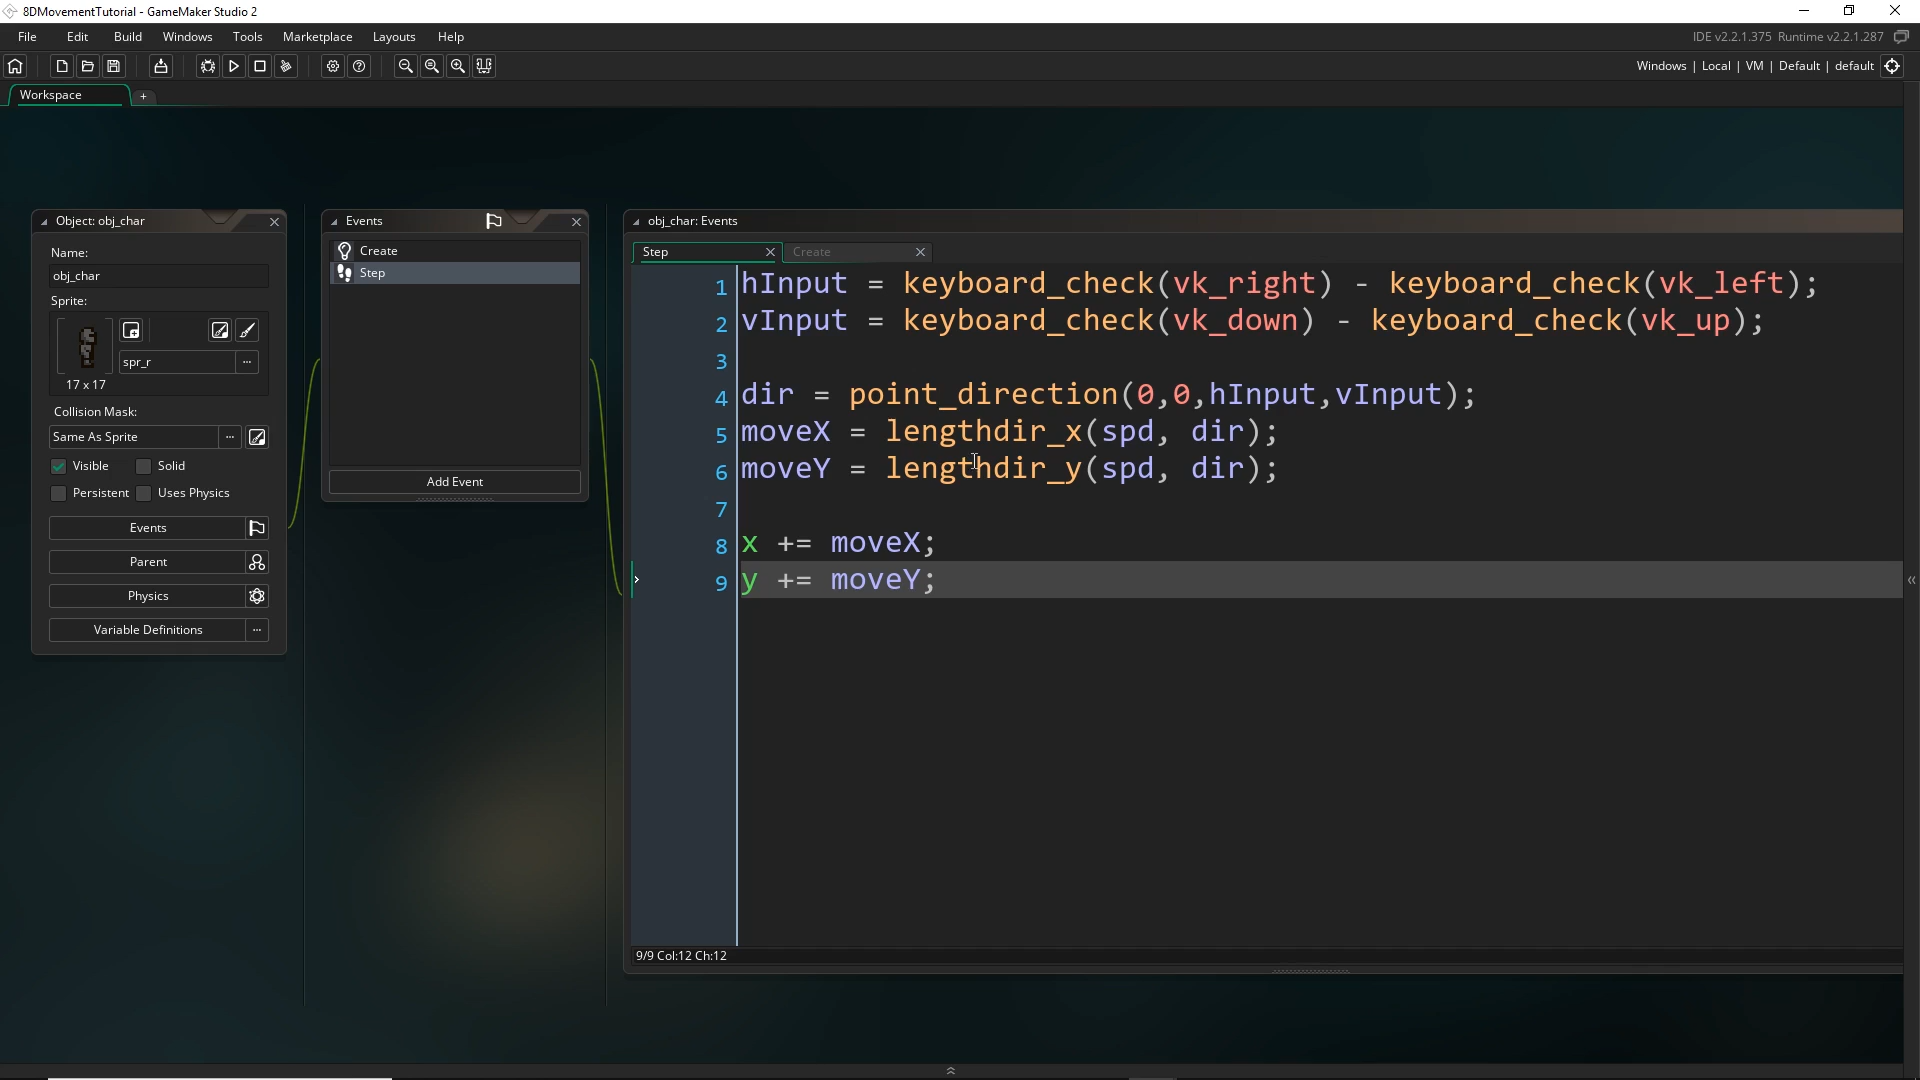 8DMovementTutorial - GameMaker Studio 2
File Edit Build Windows Tools Marketplace Layouts Help
IDE v2.2.1.375 Runtime v2.2.1.287
Windows | Local | VM | Default | default
Workspace +
Object: obj_char
Name:
obj_char
Sprite:
spr_r ...
17 x 17
Collision Mask:
Same As Sprite ...
Visible Solid
Persistent Uses Physics
Events
Parent
Physics
Variable Definitions ...
Events
Create
Step
Add Event
obj_char: Events
Step Create
1 hInput = keyboard_check(vk_right) - keyboard_check(vk_left);
2 vInput = keyboard_check(vk_down) - keyboard_check(vk_up);
3
4 dir = point_direction(0,0,hInput,vInput);
5 moveX = lengthdir_x(spd, dir);
6 moveY = lengthdir_y(spd, dir);
7
8 x += moveX;
9 y += moveY;
9/9 Col:12 Ch:12